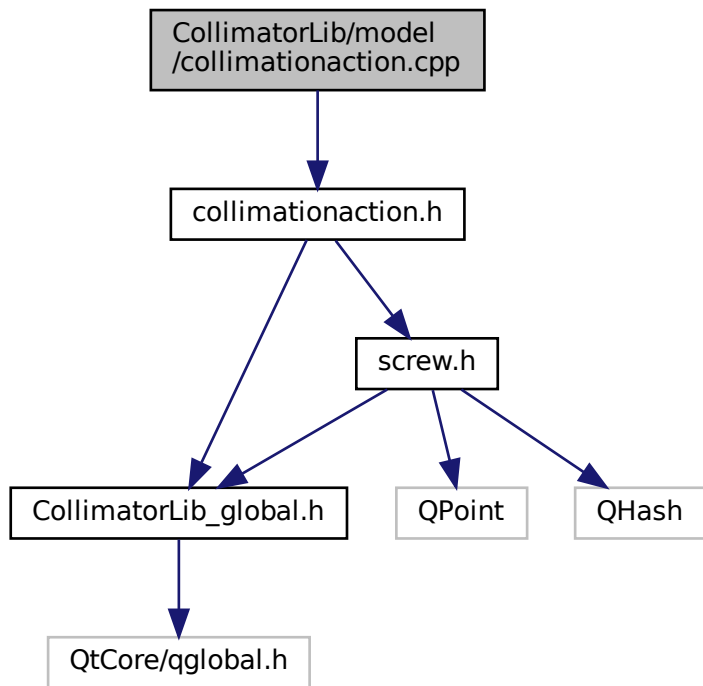 CollimatorLib/model
/collimationaction.cpp
collimationaction.h
screw.h
CollimatorLib_global.h
QPoint
QHash
QtCore/qglobal.h